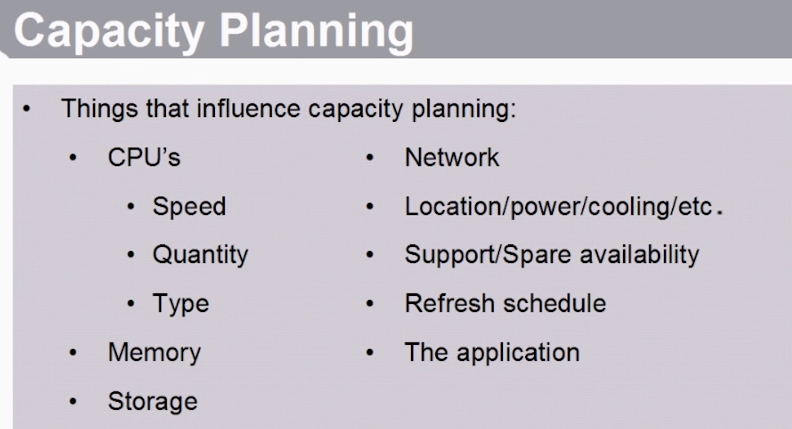 Capacity Planning
• Things that influence capacity planning:
• CPU's
• Speed
• Quantity
• Type
• Memory
• Storage
• Network
• Location/power/cooling/etc.
• Support/Spare availability
• Refresh schedule
• The application